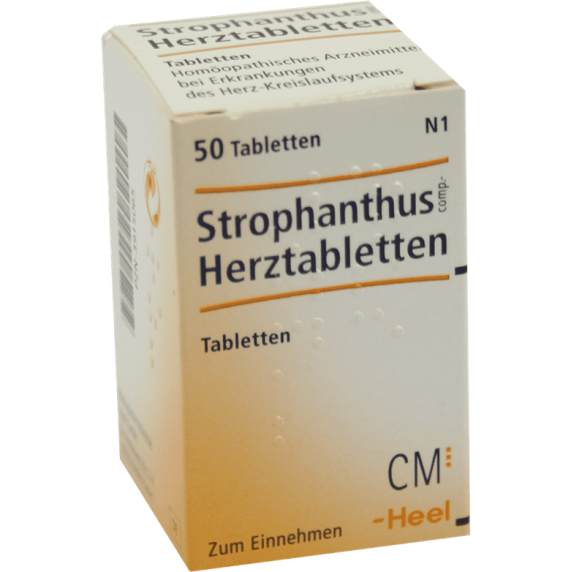 Strophanthus
Herztabletten
Tabletten
Homöopathisches Arzneimittel
bei Erkrankungen
des Herz-Kreislaufsystems
50 Tabletten
N1
Strophanthus comp.-
Herztabletten
Tabletten
CM
-Heel
Zum Einnehmen